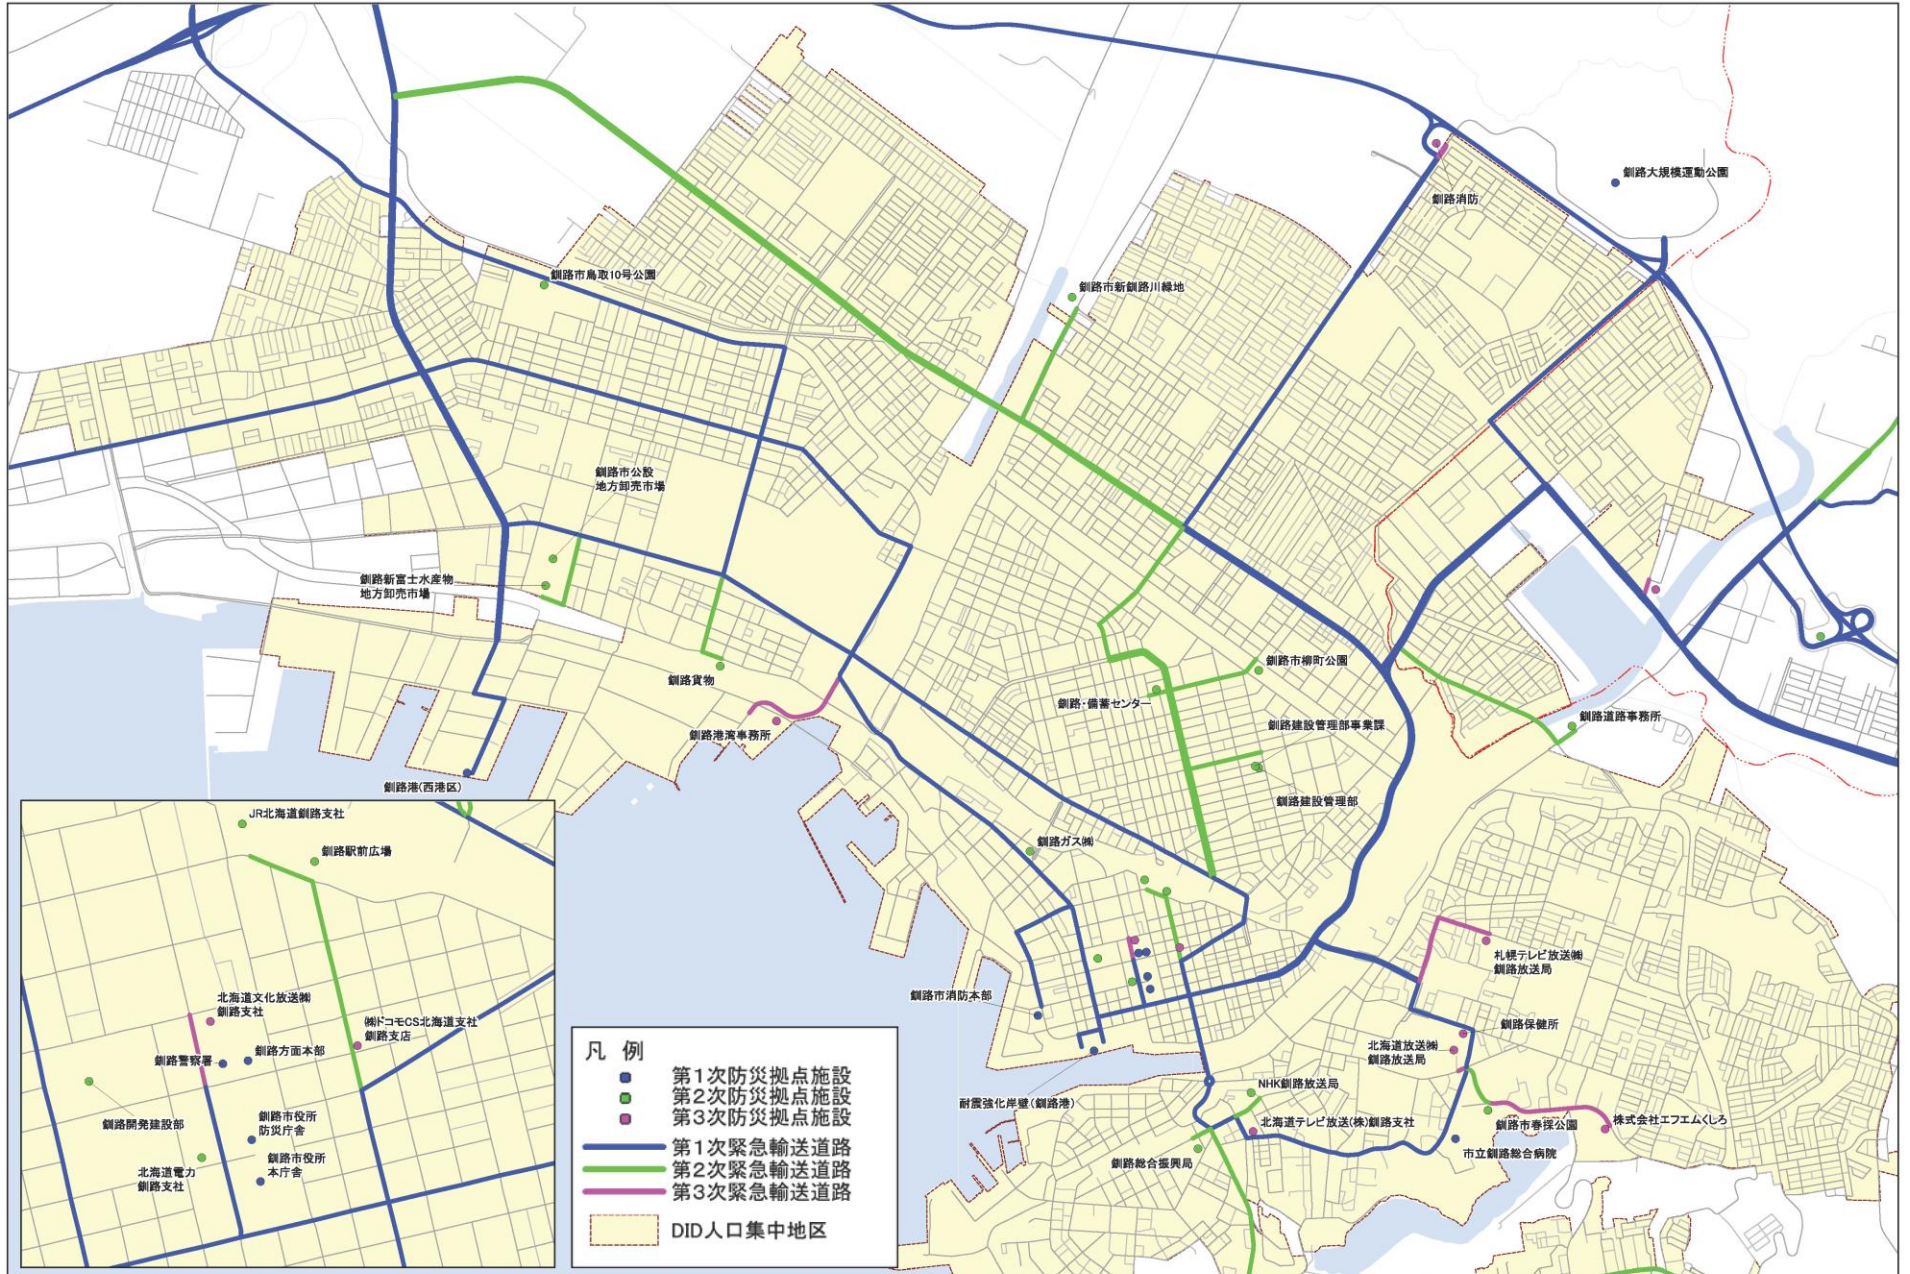 釧路大規模運動公園
釧路消防
釧路市鳥取10号公園
釧路市新釧路川緑地
釧路市公設
地方卸売市場
釧路新富士水産物
地方卸売市場
釧路貨物
釧路港湾事務所
釧路港(西港区)
釧路市柳町公園
釧路・備蓄センター
釧路建設管理部事業課
釧路道路事務所
釧路建設管理部
釧路ガス㈱
釧路市消防本部
札幌テレビ放送㈱
釧路放送局
釧路保健所
北海道放送㈱
釧路放送局
耐震強化岸壁(釧路港)
NHK釧路放送局
北海道テレビ放送(株)釧路支社
釧路市春採公園
株式会社エフエムくしろ
市立釧路総合病院
釧路総合振興局
JR北海道釧路支社
釧路駅前広場
北海道文化放送㈱
釧路支社
㈱ドコモCS北海道支社
釧路支店
釧路警察署
釧路方面本部
釧路開発建設部
釧路市役所
防災庁舎
北海道電力
釧路支社
釧路市役所
本庁舎
凡 例
第1次防災拠点施設
第2次防災拠点施設
第3次防災拠点施設
第1次緊急輸送道路
第2次緊急輸送道路
第3次緊急輸送道路
DID人口集中地区